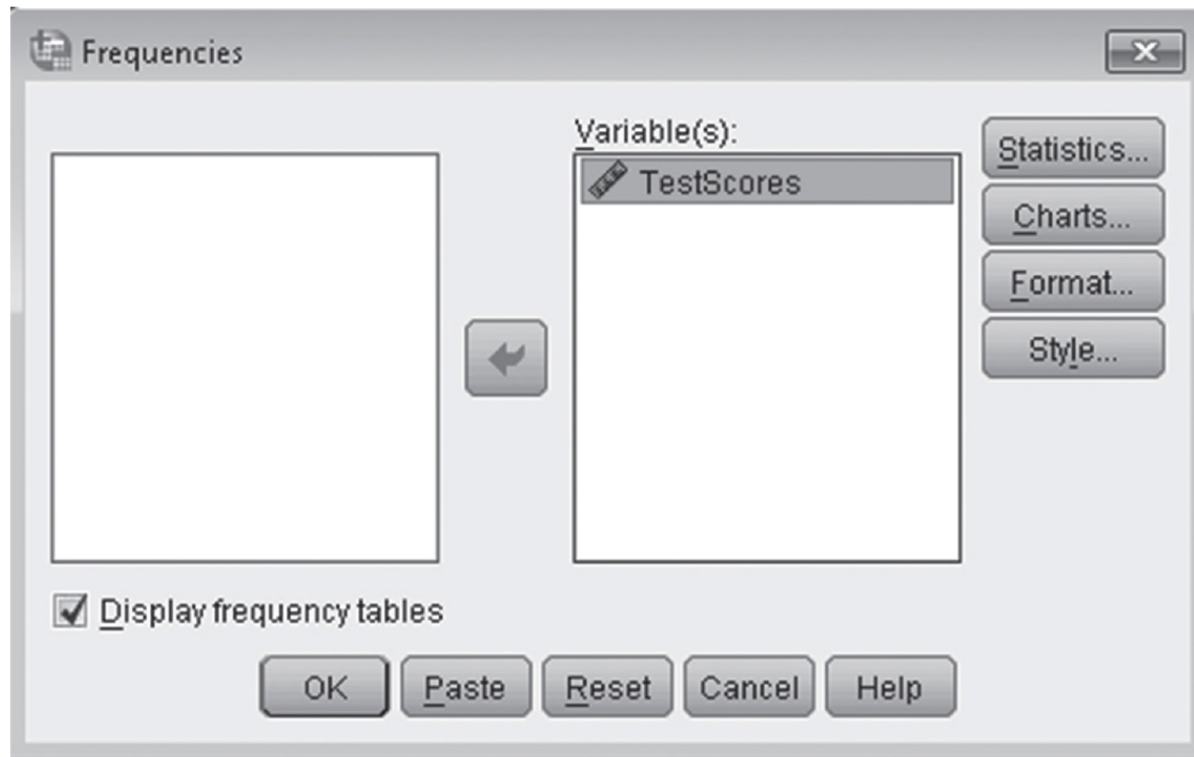 Frequencies
Variable(s):
TestScores
Statistics...
Charts...
Format...
Style...
Display frequency tables
OK
Paste
Reset
Cancel
Help